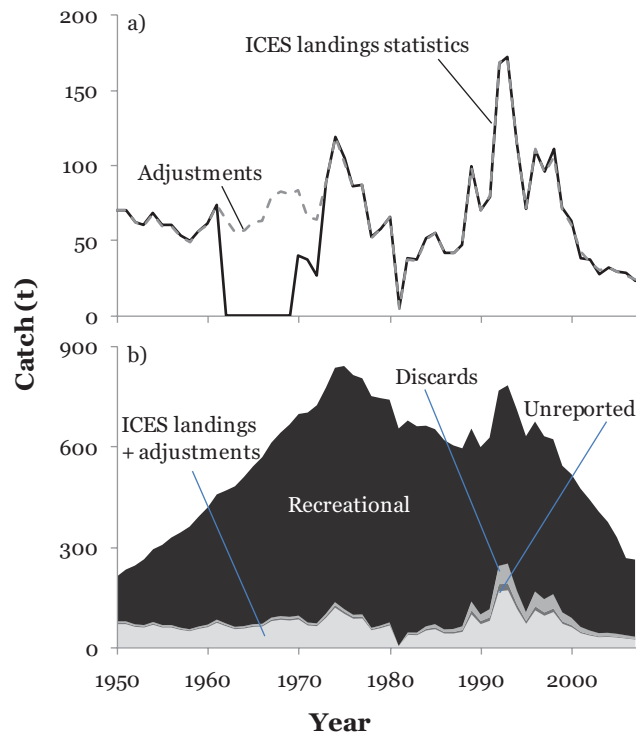 a)
200
150
100
50
0
ICES landings statistics
Adjustments
Catch (t)
b)
900
600
300
0
Discards
Unreported
ICES landings
+ adjustments
Recreational
1950 1960 1970 1980 1990 2000
Year